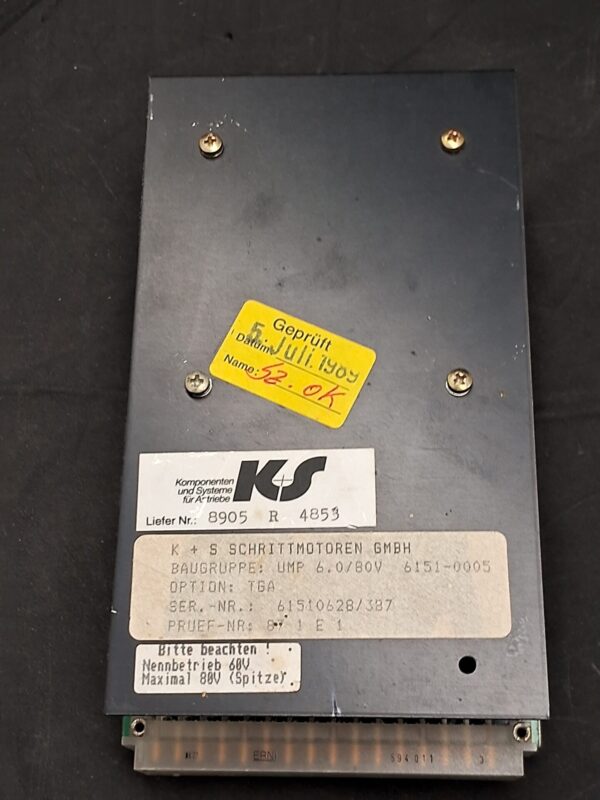 Geprüft
Datum: 5. Juli 1989
Name: Sz. OK
Komponenten
und Systeme
für Antriebe
K+S
Liefer Nr.: 8905 R 4853
K + S SCHRITTMOTOREN GMBH
BAUGRUPPE: UMP 6.0/80V 6151-0005
OPTION: TGA
SER.-NR.: 61510628/387
PRUEF-NR: 89 1 E 1
Bitte beachten !
Nennbetrieb 60V
Maximal 80V (Spitze)
ERNI
594 011